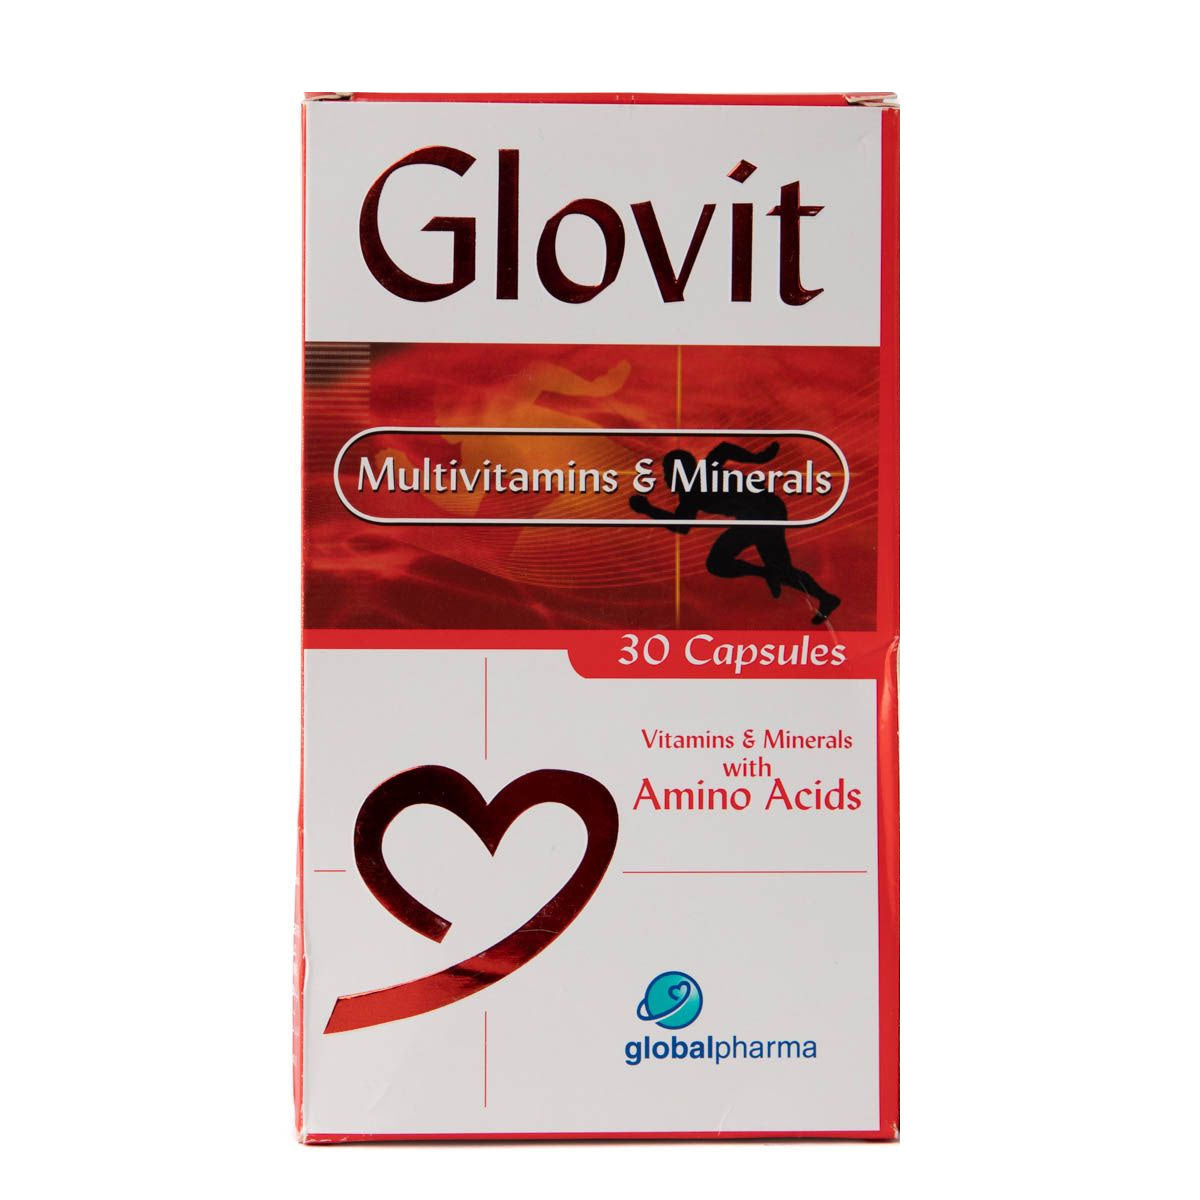 Glovit
Multivitamins & Minerals
30 Capsules
Vitamins & Minerals
with
Amino Acids
globalpharma